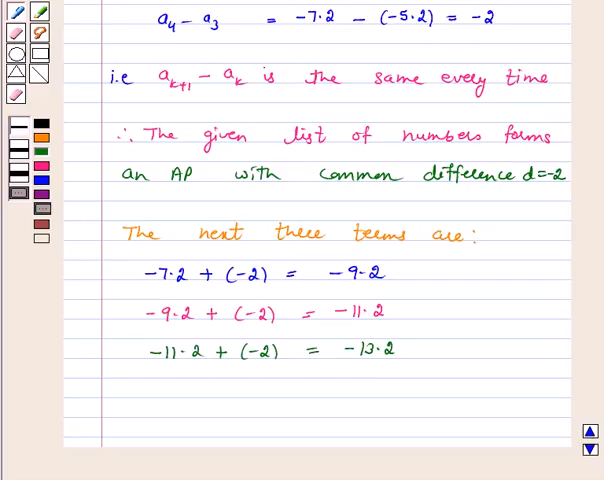 a₄ - a₃ = -7·2 - (-5·2) = -2
i.e aₖ₊₁ - aₖ is the same every time
∴ The given list of numbers forms
an AP with common difference d=-2
The next three terms are:
-7·2 + (-2) = -9·2
-9·2 + (-2) = -11·2
-11·2 + (-2) = -13·2